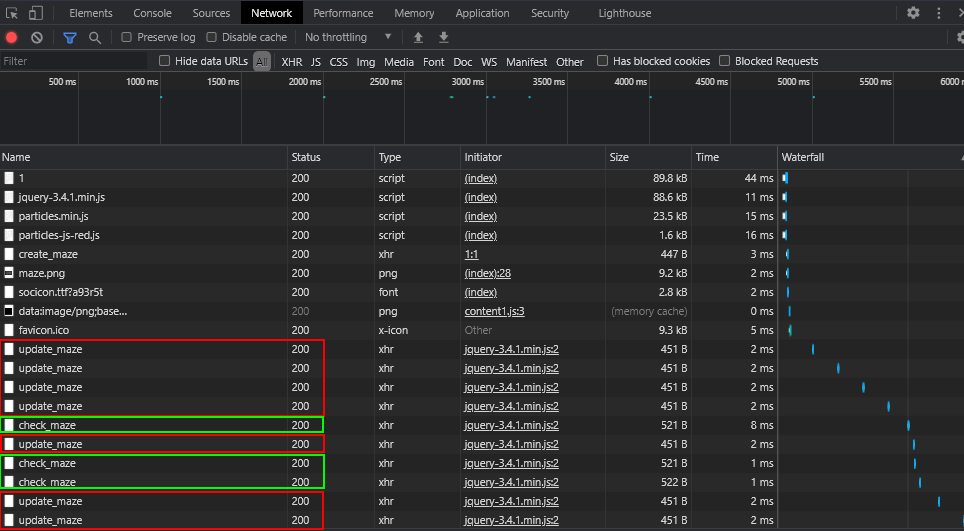 Elements Console Sources Network Performance Memory Application Security Lighthouse
Preserve log Disable cache No throttling
Filter Hide data URLs All XHR JS CSS Img Media Font Doc WS Manifest Other Has blocked cookies Blocked Requests
500 ms 1000 ms 1500 ms 2000 ms 2500 ms 3000 ms 3500 ms 4000 ms 4500 ms 5000 ms 5500 ms 6000 m
Name Status Type Initiator Size Time Waterfall
1 200 script (index) 89.8 kB 44 ms
jquery-3.4.1.min.js 200 script (index) 88.6 kB 11 ms
particles.min.js 200 script (index) 23.5 kB 15 ms
particles-js-red.js 200 script (index) 1.6 kB 16 ms
create_maze 200 xhr 1:1 447 B 3 ms
maze.png 200 png (index):28 9.2 kB 2 ms
socicon.ttf?a93r5t 200 font (index) 2.8 kB 2 ms
data:image/png;base... 200 png content1.js:3 (memory cache) 0 ms
favicon.ico 200 x-icon Other 9.3 kB 5 ms
update_maze 200 xhr jquery-3.4.1.min.js:2 451 B 2 ms
update_maze 200 xhr jquery-3.4.1.min.js:2 451 B 2 ms
update_maze 200 xhr jquery-3.4.1.min.js:2 451 B 2 ms
update_maze 200 xhr jquery-3.4.1.min.js:2 451 B 2 ms
check_maze 200 xhr jquery-3.4.1.min.js:2 521 B 8 ms
update_maze 200 xhr jquery-3.4.1.min.js:2 451 B 2 ms
check_maze 200 xhr jquery-3.4.1.min.js:2 521 B 1 ms
check_maze 200 xhr jquery-3.4.1.min.js:2 522 B 1 ms
update_maze 200 xhr jquery-3.4.1.min.js:2 451 B 2 ms
update_maze 200 xhr jquery-3.4.1.min.js:2 451 B 2 ms